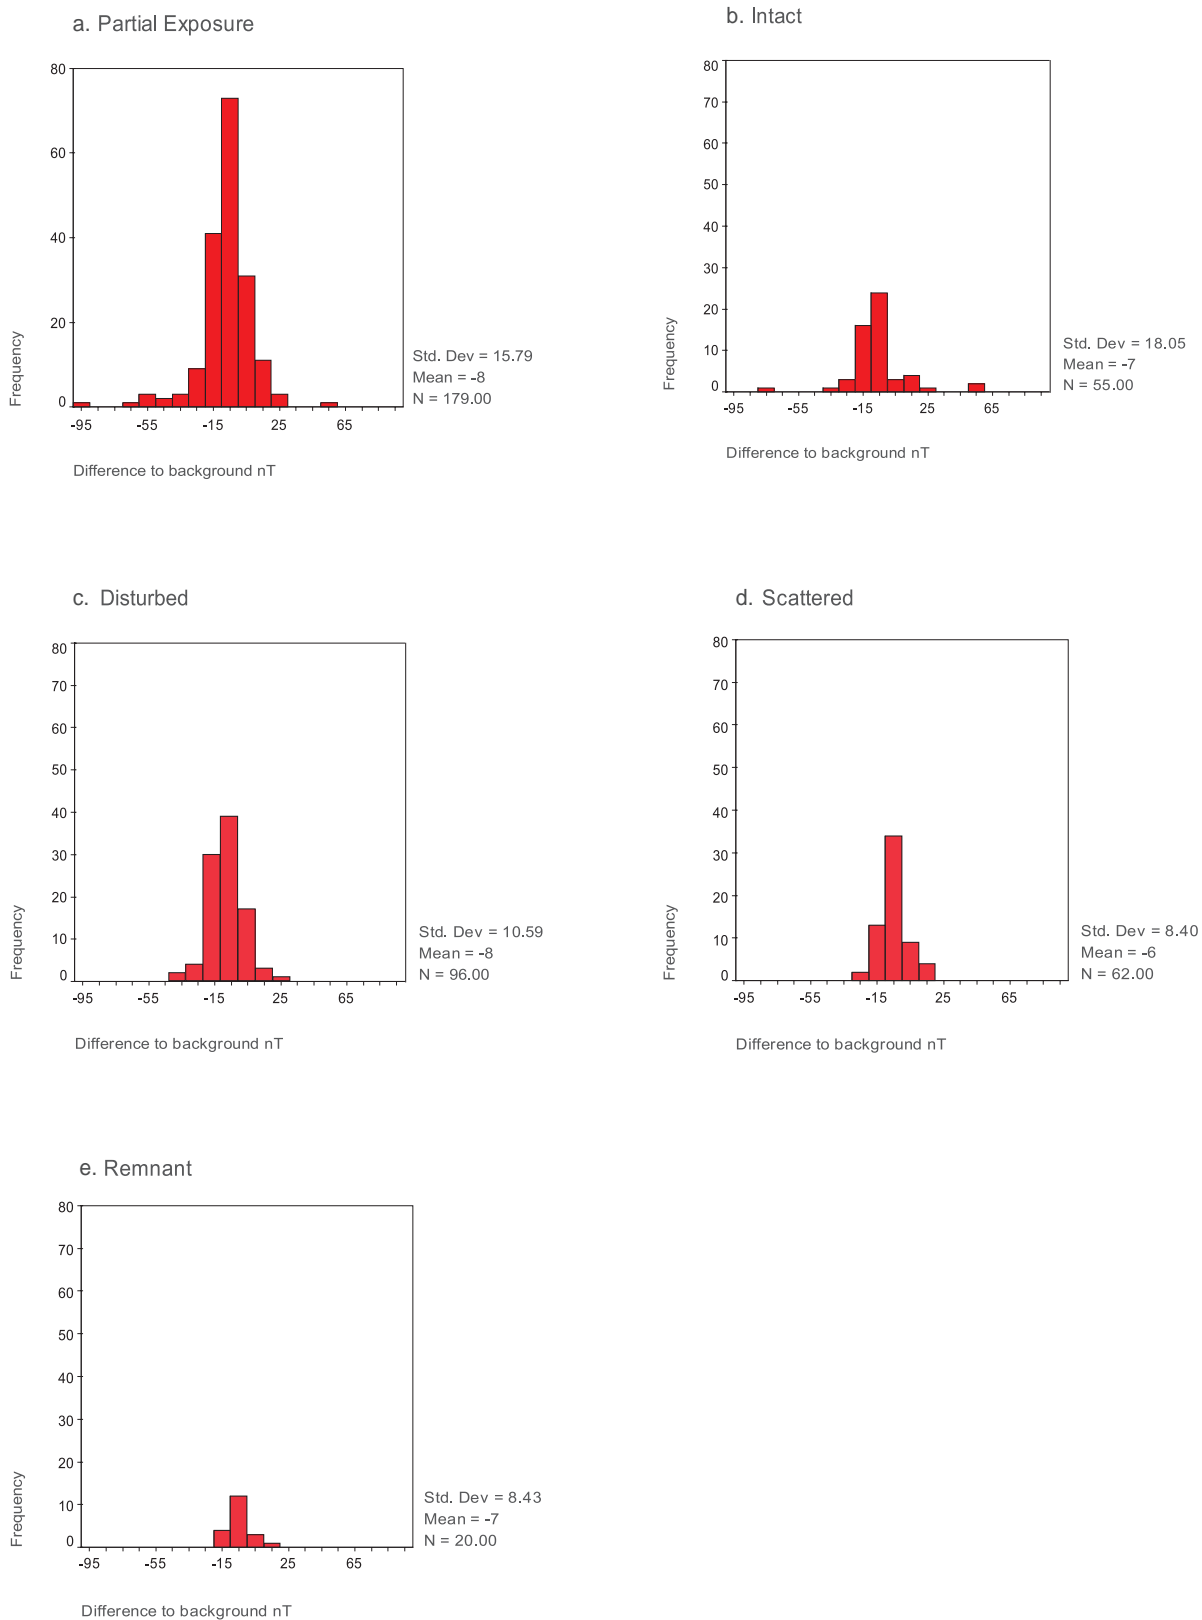 a. Partial Exposure
80
60
40
20
0
Frequency
-95 -55 -15 25 65
Difference to background nT
Std. Dev = 15.79
Mean = -8
N = 179.00
b. Intact
80
70
60
50
40
30
20
10
0
Frequency
-95 -55 -15 25 65
Difference to background nT
Std. Dev = 18.05
Mean = -7
N = 55.00
c. Disturbed
80
70
60
50
40
30
20
10
0
Frequency
-95 -55 -15 25 65
Difference to background nT
Std. Dev = 10.59
Mean = -8
N = 96.00
d. Scattered
80
70
60
50
40
30
20
10
0
Frequency
-95 -55 -15 25 65
Difference to background nT
Std. Dev = 8.40
Mean = -6
N = 62.00
e. Remnant
80
70
60
50
40
30
20
10
0
Frequency
-95 -55 -15 25 65
Difference to background nT
Std. Dev = 8.43
Mean = -7
N = 20.00